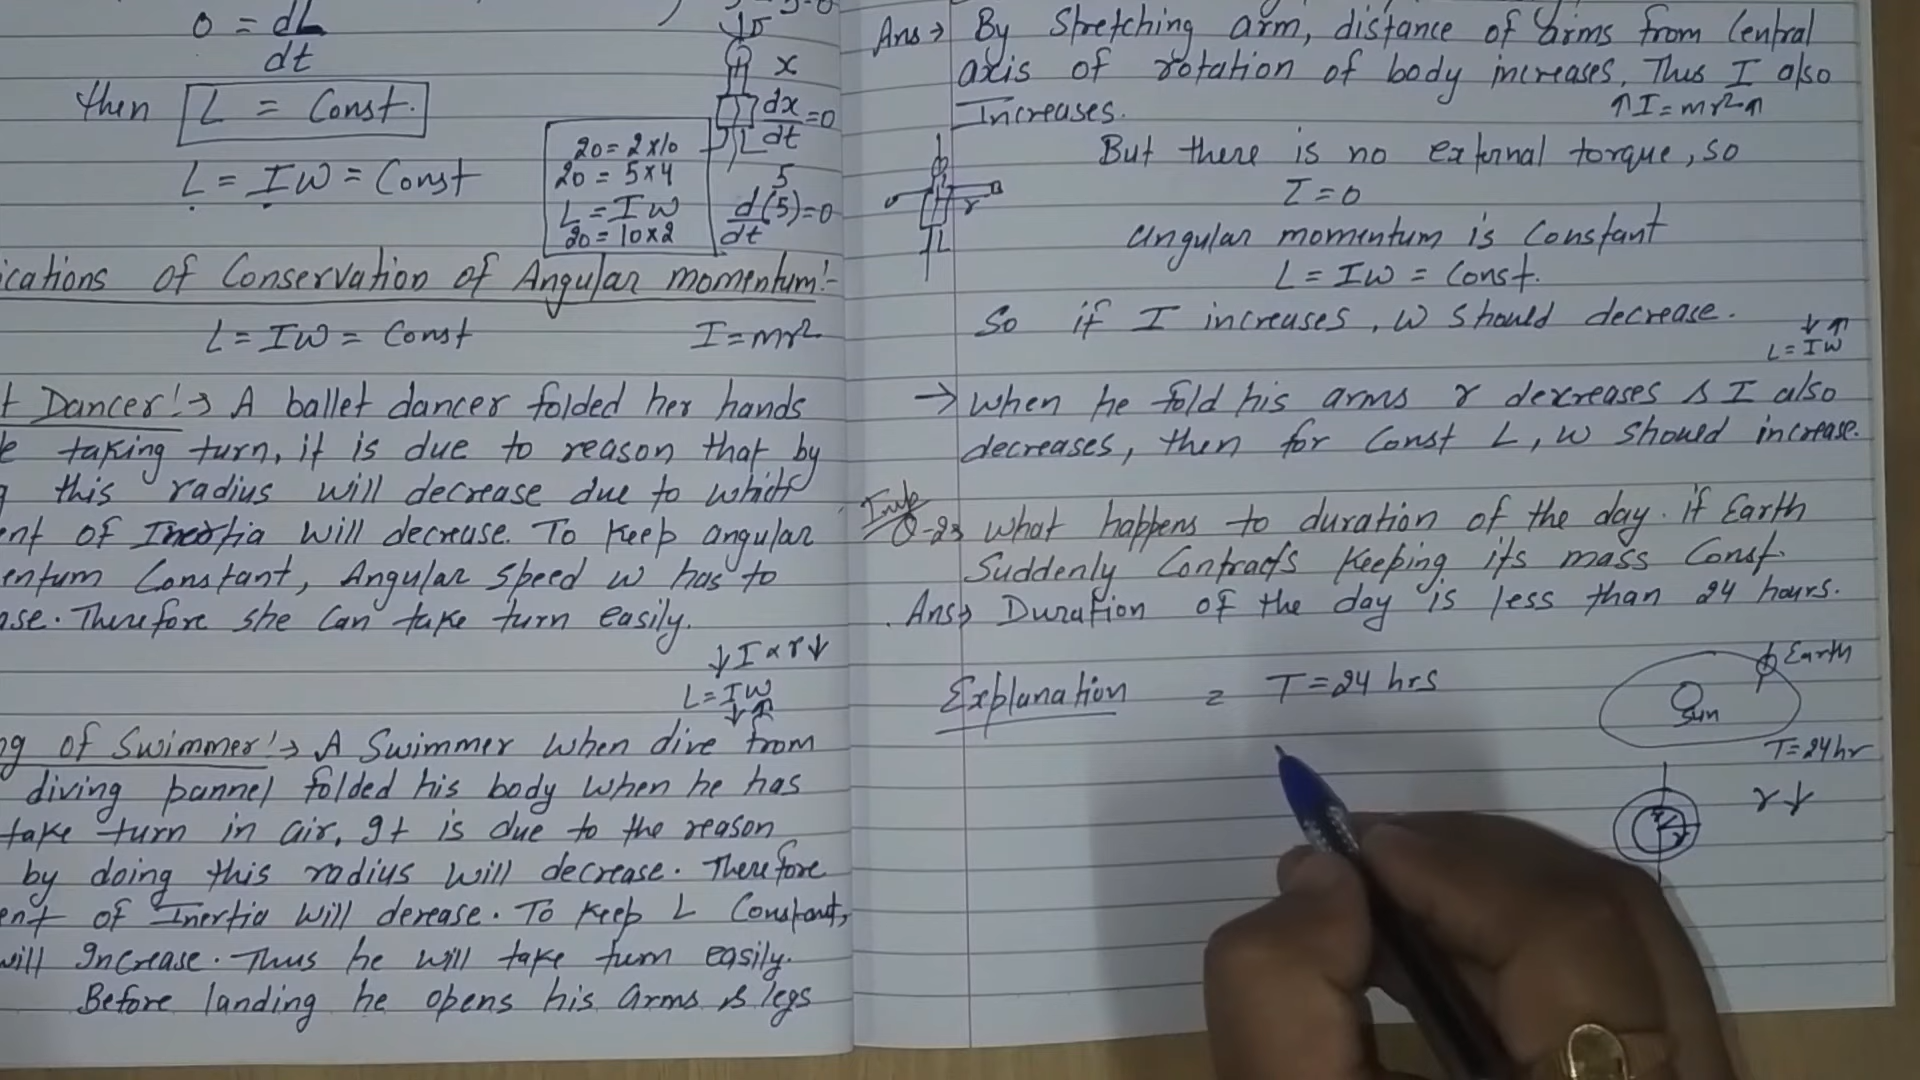 0 = dL
dt
then L = Const.
L = Iω = Const
x
dx
dt =0
20 = 2×10
20 = 5×4
L = Iω
20 = 10×2
5
d(5)=0
dt
ications of Conservation of Angular momentum:-
L = Iω = Const I = mr²
t Dancer:→ A ballet dancer folded her hands
e taking turn, it is due to reason that by
g this radius will decrease due to which
ent of Inertia will decrease. To keep angular
entum Constant, Angular speed ω has to
ase. Therefore she can take turn easily.
↓I ∝ r↓
L = Iω
↓↑
ng of Swimmer:→ A Swimmer when dive from
diving pannel folded his body when he has
take turn in air, It is due to the reason
by doing this radius will decrease. Therefore
ent of Inertia will derease. To keep L Constant,
will Increase. Thus he will take turn easily.
Before landing he opens his arms & legs
Ans→ By Stretching arm, distance of arms from Central
axis of rotation of body increases. Thus I also
Increases. ↑I = mr²↑
But there is no external torque, so
τ = 0
r
Angular momentum is Constant
L = Iω = Const.
So if I increases, ω should decrease.
↓↑
L = Iω
→ When he fold his arms r decreases & I also
decreases, then for Const L, ω should increase.
Imp
Q-23 What happens to duration of the day. if Earth
Suddenly Contracts keeping its mass Const.
Ans→ Duration of the day is less than 24 hours.
Earth
Explanation = T = 24 hrs
Sun
T = 24hr
r↓